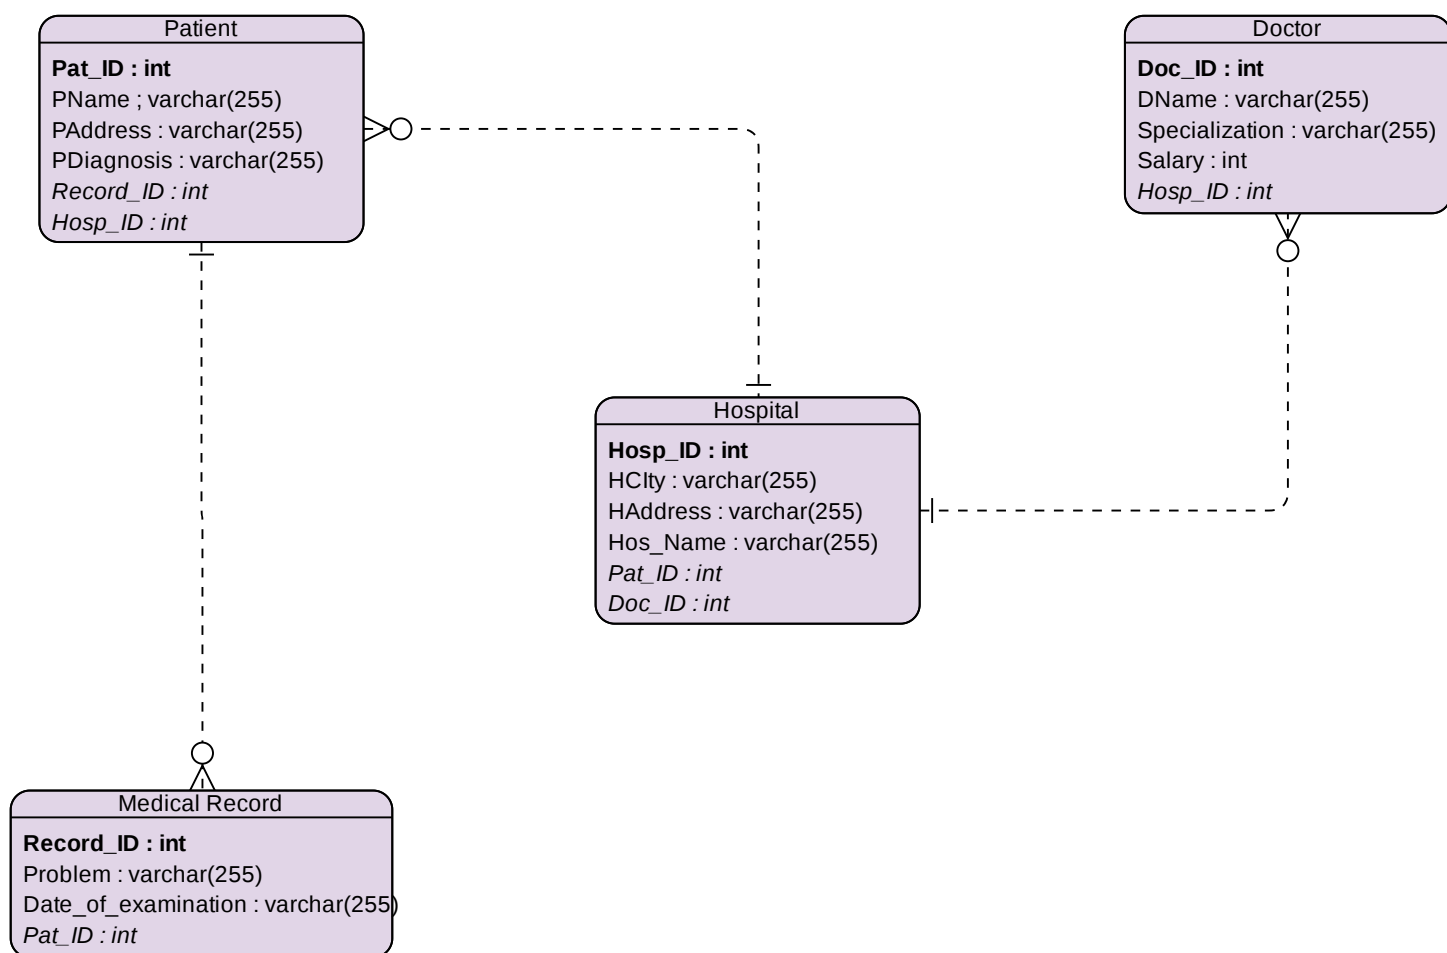 Patient
Pat_ID : int
PName ; varchar(255)
PAddress : varchar(255)
PDiagnosis : varchar(255)
Record_ID : int
Hosp_ID : int
Doctor
Doc_ID : int
DName : varchar(255)
Specialization : varchar(255)
Salary : int
Hosp_ID : int
Hospital
Hosp_ID : int
HCIty : varchar(255)
HAddress : varchar(255)
Hos_Name : varchar(255)
Pat_ID : int
Doc_ID : int
Medical Record
Record_ID : int
Problem : varchar(255)
Date_of_examination : varchar(255)
Pat_ID : int